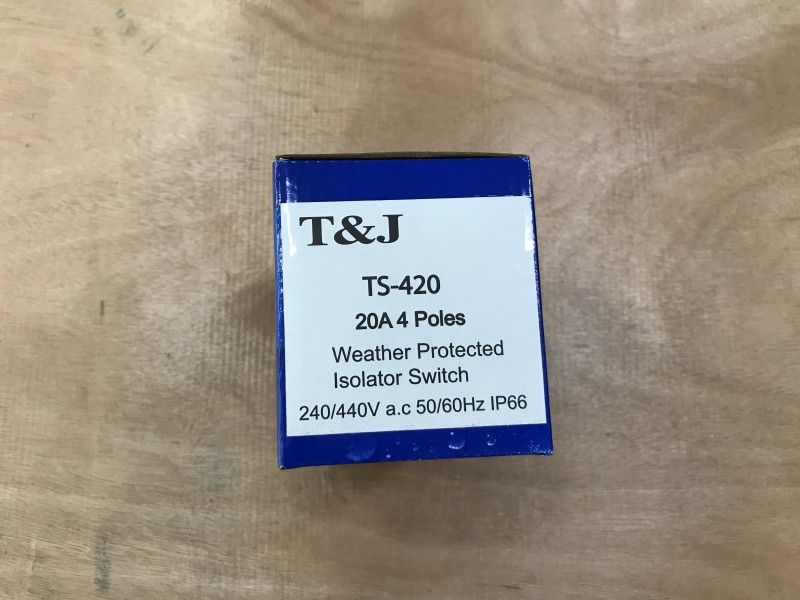 T&J
TS-420
20A 4 Poles
Weather Protected
Isolator Switch
240/440V a.c 50/60Hz IP66